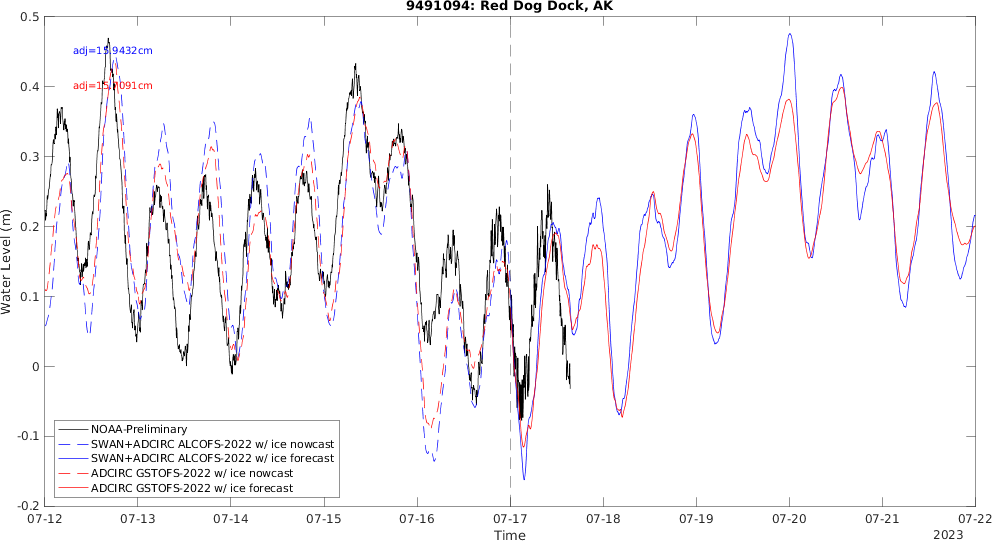 9491094: Red Dog Dock, AK
adj=15.9432cm
adj=15.7091cm
Water Level (m)
0.5
0.4
0.3
0.2
0.1
0
-0.1
-0.2
NOAA-Preliminary
SWAN+ADCIRC ALCOFS-2022 w/ ice nowcast
SWAN+ADCIRC ALCOFS-2022 w/ ice forecast
ADCIRC GSTOFS-2022 w/ ice nowcast
ADCIRC GSTOFS-2022 w/ ice forecast
07-12 07-13 07-14 07-15 07-16 07-17 07-18 07-19 07-20 07-21 07-22
Time
2023